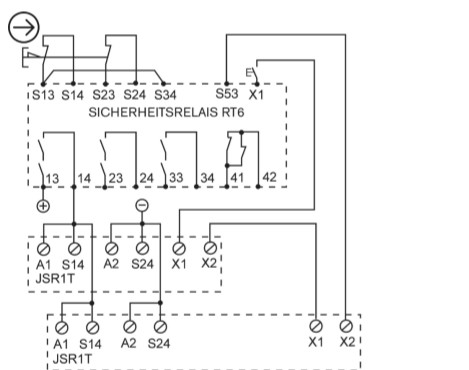 S13 S14 S23 S24 S34 S53 X1
SICHERHEITSRELAIS RT6
13 14 23 24 33 34 41 42
+ −
A1 S14 A2 S24 X1 X2
JSR1T
A1 S14 A2 S24 X1 X2
JSR1T